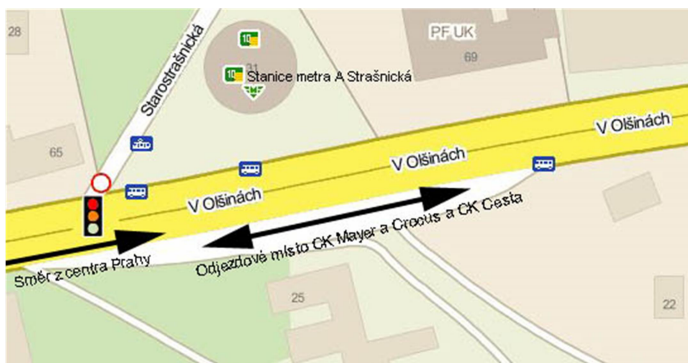 28
PF UK
69
31
Stanice metra A Strašnická
Starostrašnická
65
V Olšinách
V Olšinách
V Olšinách
Směr z centra Prahy
Odjezdové místo CK Mayer a Crocus a CK Cesta
25
22